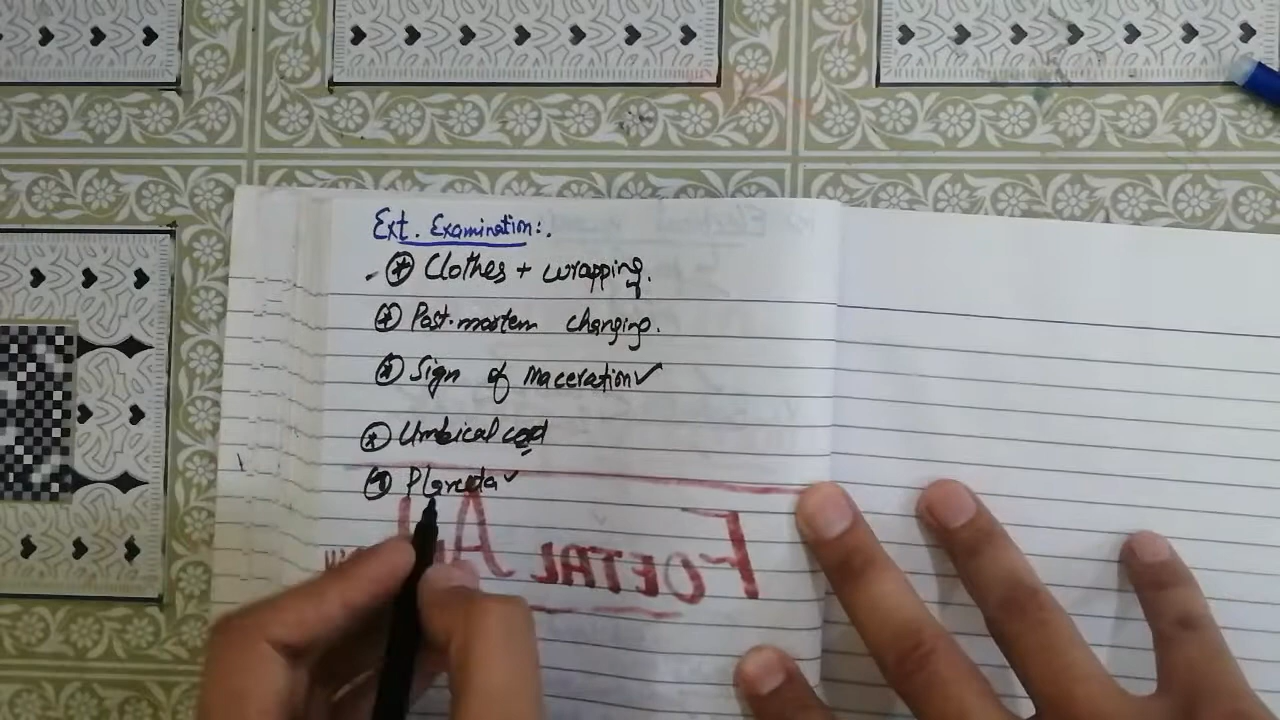 Ext. Examination:.
Clothes + wrapping.
Post-mortem changing.
Sign of maceration✓
Umbical cord
Placenta✓
FOETAL